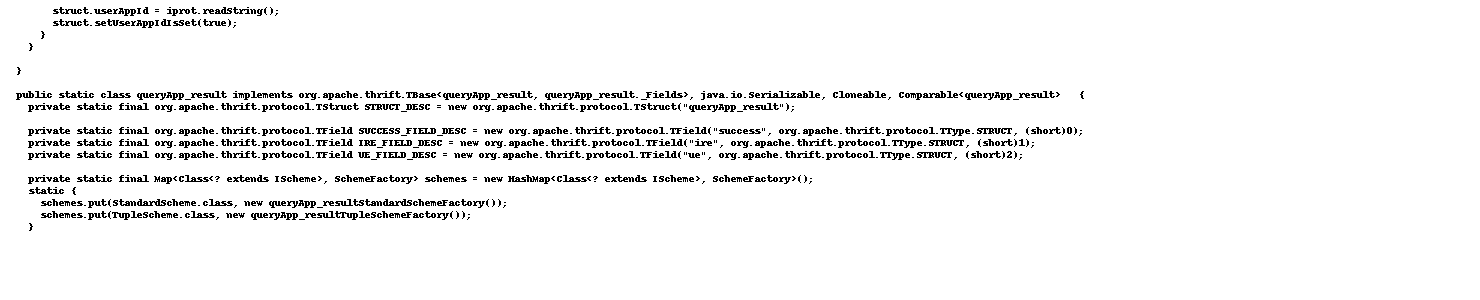 struct.userAppId = iprot.readString();
struct.setUserAppIdIsSet(true);
}
}
}
public static class queryApp_result implements org.apache.thrift.TBase<queryApp_result, queryApp_result._Fields>, java.io.Serializable, Cloneable, Comparable<queryApp_result>   {
private static final org.apache.thrift.protocol.TStruct STRUCT_DESC = new org.apache.thrift.protocol.TStruct("queryApp_result");
private static final org.apache.thrift.protocol.TField SUCCESS_FIELD_DESC = new org.apache.thrift.protocol.TField("success", org.apache.thrift.protocol.TType.STRUCT, (short)0);
private static final org.apache.thrift.protocol.TField IRE_FIELD_DESC = new org.apache.thrift.protocol.TField("ire", org.apache.thrift.protocol.TType.STRUCT, (short)1);
private static final org.apache.thrift.protocol.TField UE_FIELD_DESC = new org.apache.thrift.protocol.TField("ue", org.apache.thrift.protocol.TType.STRUCT, (short)2);
private static final Map<Class<? extends IScheme>, SchemeFactory> schemes = new HashMap<Class<? extends IScheme>, SchemeFactory>();
static {
schemes.put(StandardScheme.class, new queryApp_resultStandardSchemeFactory());
schemes.put(TupleScheme.class, new queryApp_resultTupleSchemeFactory());
}